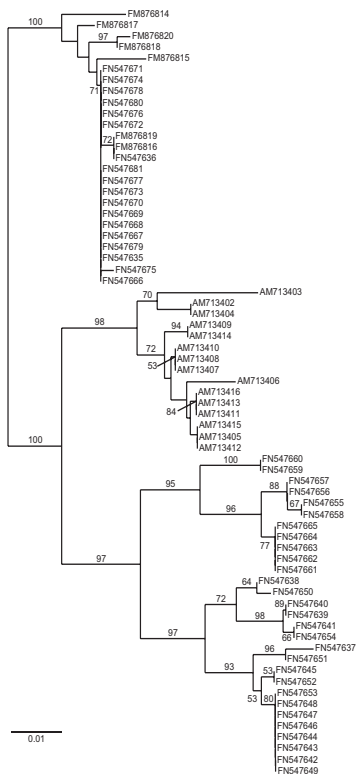 FM876814
100
FM876817
FM876820
97
FM876818
FM876815
FN547671
FN547674
71
FN547678
FN547680
FN547676
FN547672
FM876819
72
FM876816
FN547636
FN547681
FN547677
FN547673
FN547670
FN547669
FN547668
FN547667
FN547679
FN547635
FN547675
FN547666
AM713403
70
AM713402
98
AM713404
94
AM713409
AM713414
72
AM713410
AM713408
53
AM713407
AM713406
AM713416
AM713413
84
AM713411
AM713415
AM713405
100
AM713412
100
FN547660
FN547659
95
88
FN547657
FN547656
67
FN547655
96
FN547658
FN547665
FN547664
77
FN547663
97
FN547662
FN547661
64
FN547638
FN547650
72
89
FN547640
FN547639
98
FN547641
66
FN547654
97
96
FN547637
FN547651
93
53
FN547645
FN547652
53
80
FN547653
FN547648
FN547647
FN547646
FN547644
FN547643
FN547642
FN547649
0.01